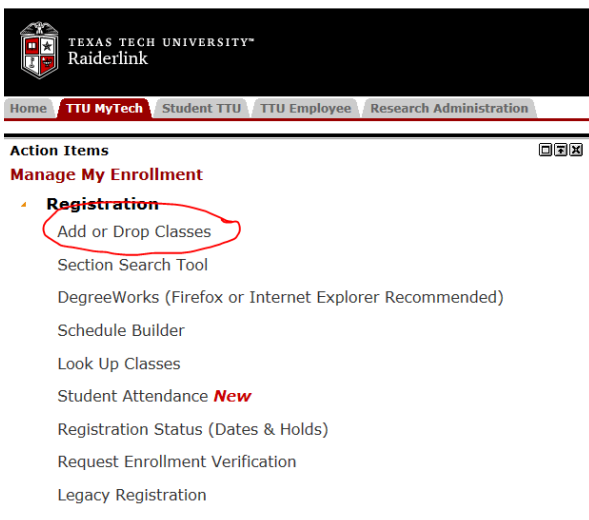 TEXAS TECH UNIVERSITY™
Raiderlink
Home TTU MyTech Student TTU TTU Employee Research Administration
Action Items
Manage My Enrollment
Registration
Add or Drop Classes
Section Search Tool
DegreeWorks (Firefox or Internet Explorer Recommended)
Schedule Builder
Look Up Classes
Student Attendance New
Registration Status (Dates & Holds)
Request Enrollment Verification
Legacy Registration